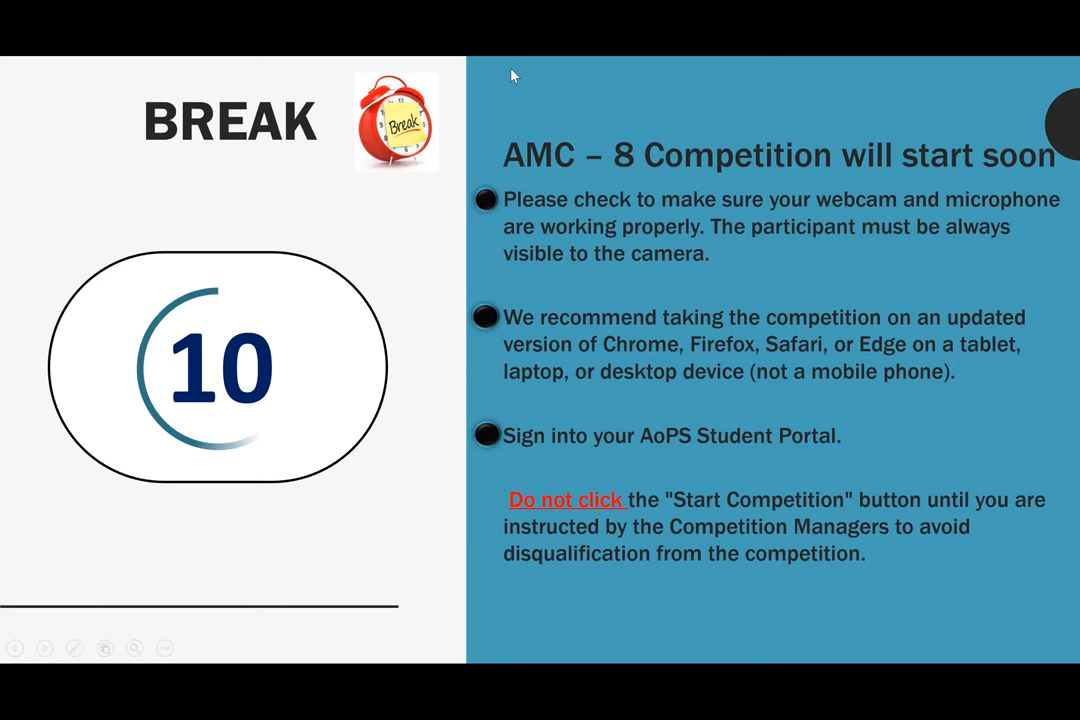 BREAK
Break
10
AMC – 8 Competition will start soon
Please check to make sure your webcam and microphone
are working properly. The participant must be always
visible to the camera.
We recommend taking the competition on an updated
version of Chrome, Firefox, Safari, or Edge on a tablet,
laptop, or desktop device (not a mobile phone).
Sign into your AoPS Student Portal.
Do not click the "Start Competition" button until you are
instructed by the Competition Managers to avoid
disqualification from the competition.